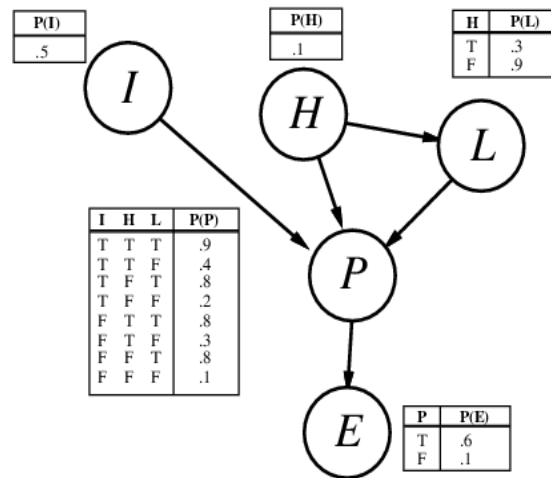 P(I)
.5
I
P(H)
.1
H
H P(L)
T .3
F .9
L
I H L P(P)
T T T .9
T T F .4
T F T .8
T F F .2
F T T .8
F T F .3
F F T .8
F F F .1
P
E
P P(E)
T .6
F .1